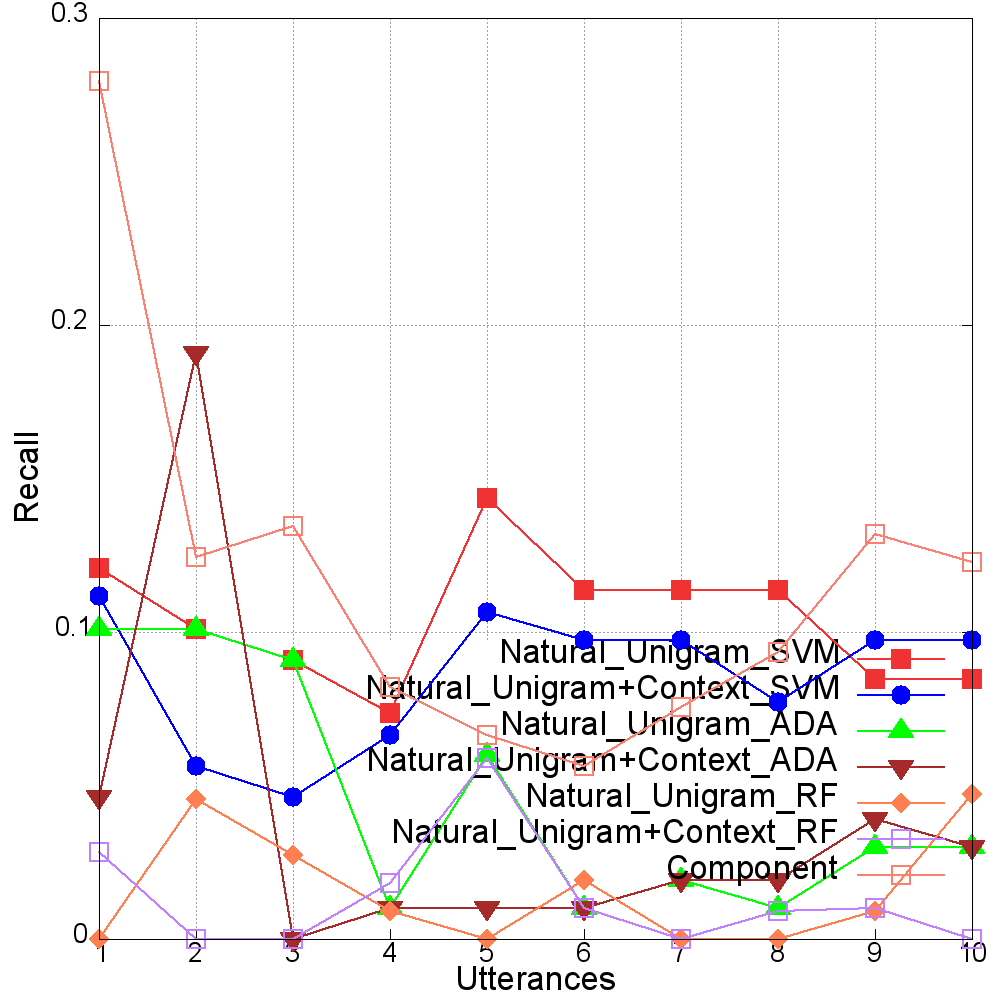 0.3
0.2
0.1
0
Recall
Natural_Unigram_SVM
Natural_Unigram+Context_SVM
Natural_Unigram_ADA
Natural_Unigram+Context_ADA
Natural_Unigram_RF
Natural_Unigram+Context_RF
Component
1 2 3 4 5 6 7 8 9 10
Utterances